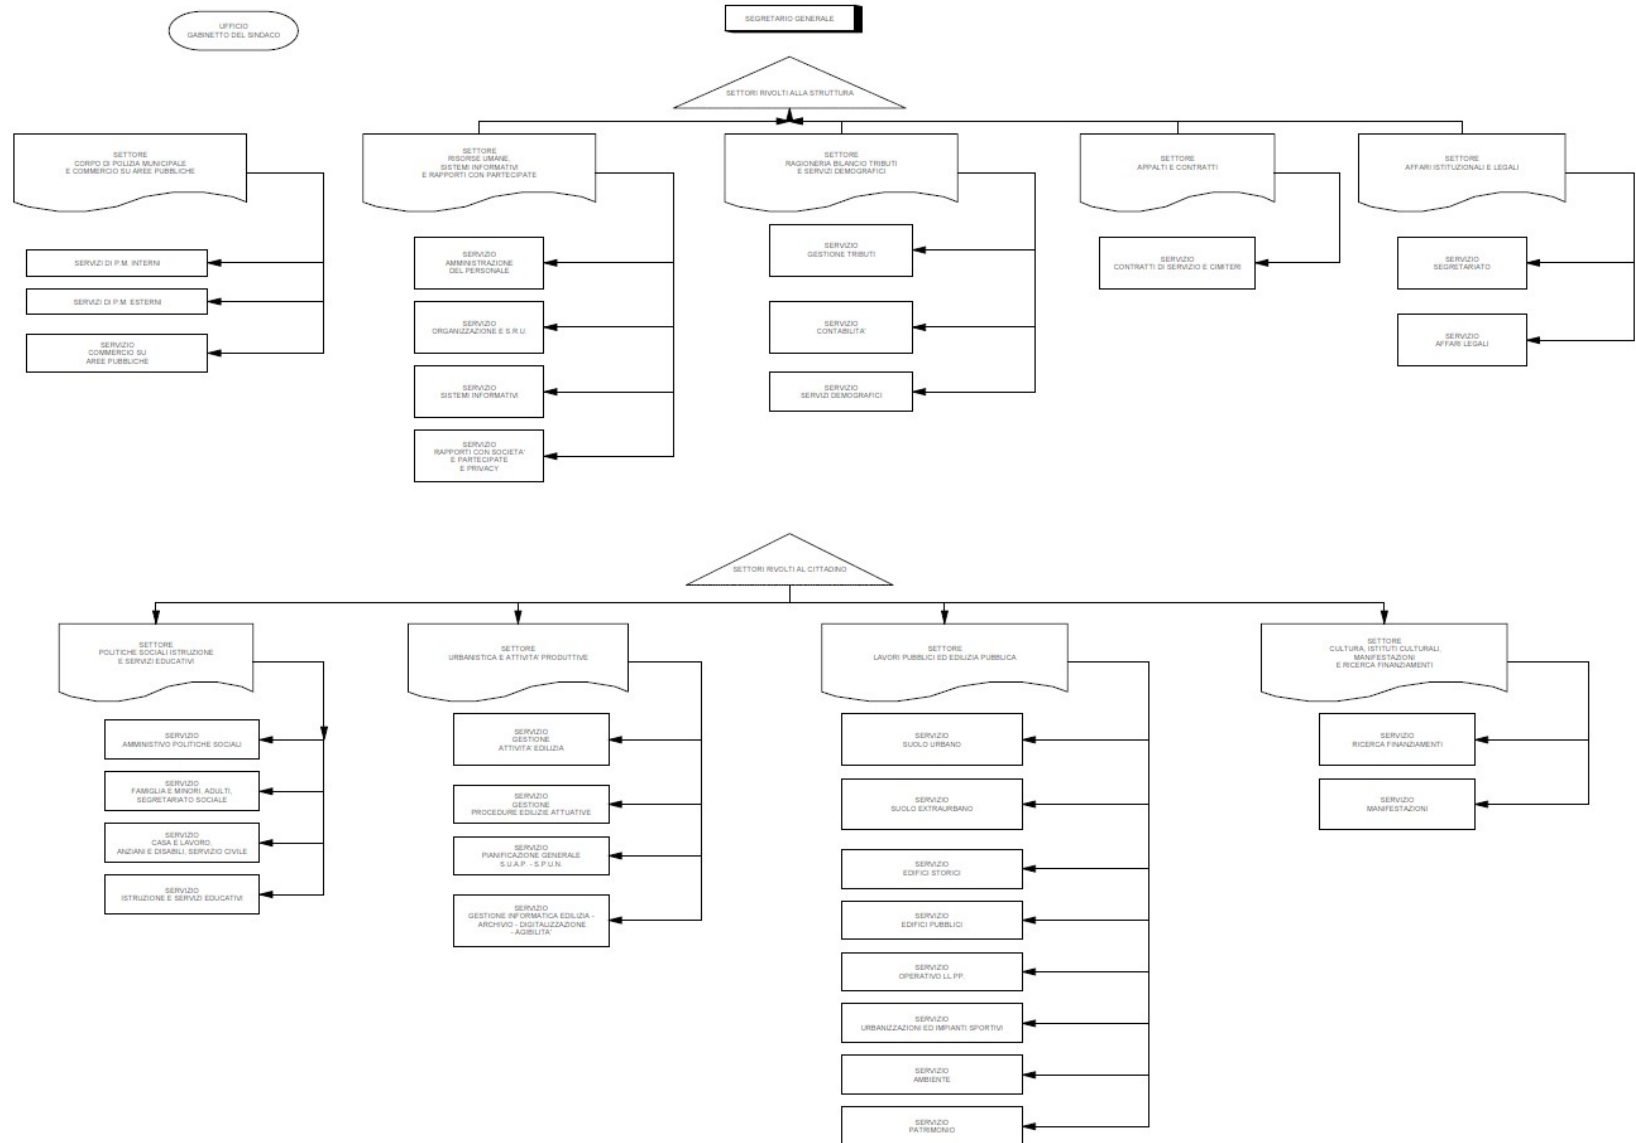 UFFICIO
GABINETTO DEL SINDACO
SEGRETARIO GENERALE
SETTORI RIVOLTI ALLA STRUTTURA
SETTORE
CORPO DI POLIZIA MUNICIPALE
E COMMERCIO SU AREE PUBBLICHE
SERVIZI DI P.M. INTERNI
SERVIZI DI P.M. ESTERNI
SERVIZIO
COMMERCIO SU
AREE PUBBLICHE
SETTORE
RISORSE UMANE,
SISTEMI INFORMATIVI
E RAPPORTI CON PARTECIPATE
SERVIZIO
AMMINISTRAZIONE
DEL PERSONALE
SERVIZIO
ORGANIZZAZIONE E S.R.U.
SERVIZIO
SISTEMI INFORMATIVI
SERVIZIO
RAPPORTI CON SOCIETA'
E PARTECIPATE
E PRIVACY
SETTORE
RAGIONERIA BILANCIO TRIBUTI
E SERVIZI DEMOGRAFICI
SERVIZIO
GESTIONE TRIBUTI
SERVIZIO
CONTABILITA'
SERVIZIO
SERVIZI DEMOGRAFICI
SETTORE
APPALTI E CONTRATTI
SERVIZIO
CONTRATTI DI SERVIZIO E CIMITERI
SETTORE
AFFARI ISTITUZIONALI E LEGALI
SERVIZIO
SEGRETARIATO
SERVIZIO
AFFARI LEGALI
SETTORI RIVOLTI AL CITTADINO
SETTORE
POLITICHE SOCIALI ISTRUZIONE
E SERVIZI EDUCATIVI
SERVIZIO
AMMINISTIVO POLITICHE SOCIALI
SERVIZIO
FAMIGLIA E MINORI, ADULTI,
SEGRETARIATO SOCIALE
SERVIZIO
CASA E LAVORO,
ANZIANI E DISABILI, SERVIZIO CIVILE
SERVIZIO
ISTRUZIONE E SERVIZI EDUCATIVI
SETTORE
URBANISTICA E ATTIVITA' PRODUTTIVE
SERVIZIO
GESTIONE
ATTIVITA' EDILIZIA
SERVIZIO
GESTIONE
PROCEDURE EDILIZIE ATTUATIVE
SERVIZIO
PIANIFICAZIONE GENERALE
S.U.A.P. - S.P.U.N.
SERVIZIO
GESTIONE INFORMATICA EDILIZIA -
ARCHIVIO - DIGITALIZZAZIONE
- AGIBILITA'
SETTORE
LAVORI PUBBLICI ED EDILIZIA PUBBLICA
SERVIZIO
SUOLO URBANO
SERVIZIO
SUOLO EXTRAURBANO
SERVIZIO
EDIFICI STORICI
SERVIZIO
EDIFICI PUBBLICI
SERVIZIO
OPERATIVO LL.PP.
SERVIZIO
URBANIZZAZIONI ED IMPIANTI SPORTIVI
SERVIZIO
AMBIENTE
SERVIZIO
PATRIMONIO
SETTORE
CULTURA, ISTITUTI CULTURALI,
MANIFESTAZIONI
E RICERCA FINANZIAMENTI
SERVIZIO
RICERCA FINANZIAMENTI
SERVIZIO
MANIFESTAZIONI